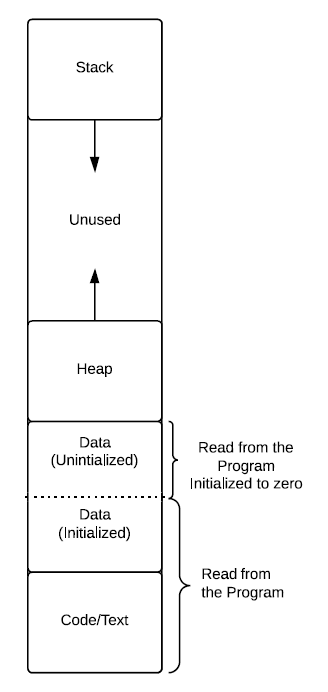 Stack
Unused
Heap
Data
(Unintialized)
Read from the
Program
Initialized to zero
Data
(Initialized)
Read from
the Program
Code/Text